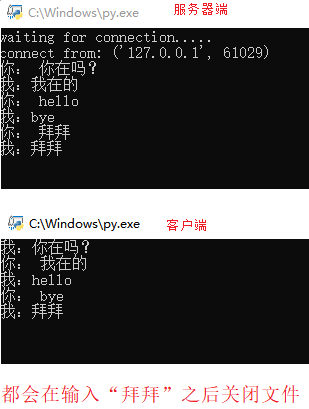 C:\Windows\py.exe 服务器端
waiting for connection.....
connect from: ('127.0.0.1', 61029)
你： 你在吗？
我：我在的
你： hello
我：bye
你： 拜拜
我：拜拜
C:\Windows\py.exe 客户端
我：你在吗？
你： 我在的
我：hello
你： bye
我：拜拜
都会在输入“拜拜”之后关闭文件